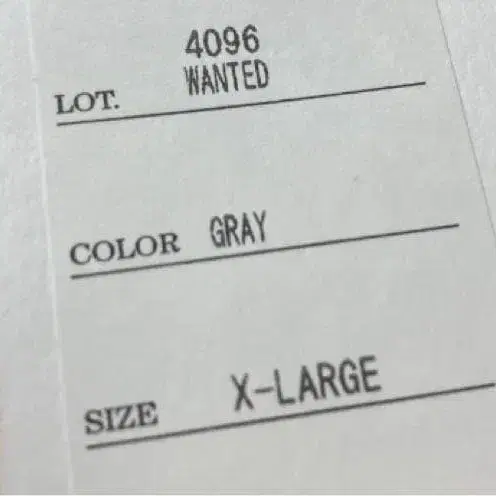 4096
LOT. WANTED
COLOR GRAY
SIZE X-LARGE